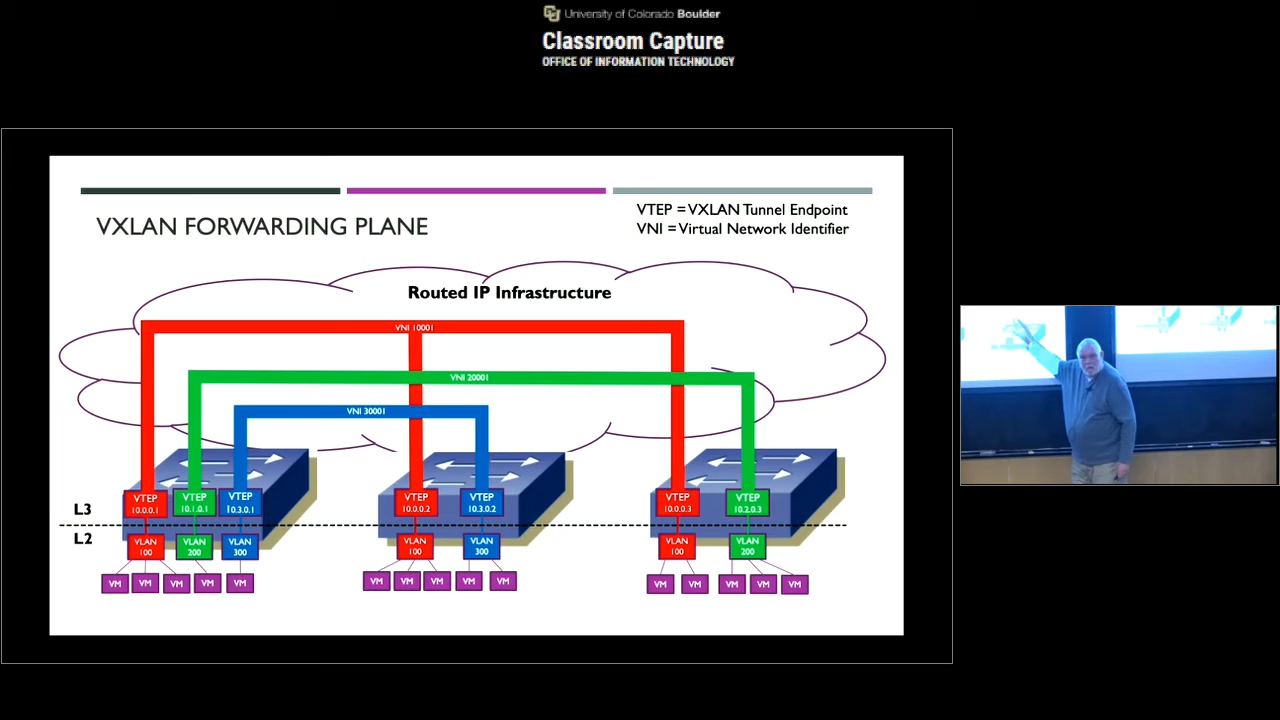 University of Colorado Boulder
Classroom Capture
OFFICE OF INFORMATION TECHNOLOGY
VTEP = VXLAN Tunnel Endpoint
VNI = Virtual Network Identifier
VXLAN FORWARDING PLANE
Routed IP Infrastructure
VNI 10001
VNI 20001
VNI 30001
VTEP
10.0.0.1
VTEP
10.1.0.1
VTEP
10.3.0.1
VTEP
10.0.0.2
VTEP
10.3.0.2
VTEP
10.0.0.3
VTEP
10.2.0.3
L3
L2
VLAN
100
VLAN
200
VLAN
300
VLAN
100
VLAN
300
VLAN
100
VLAN
200
VM VM VM VM VM
VM VM VM VM VM
VM VM VM VM VM